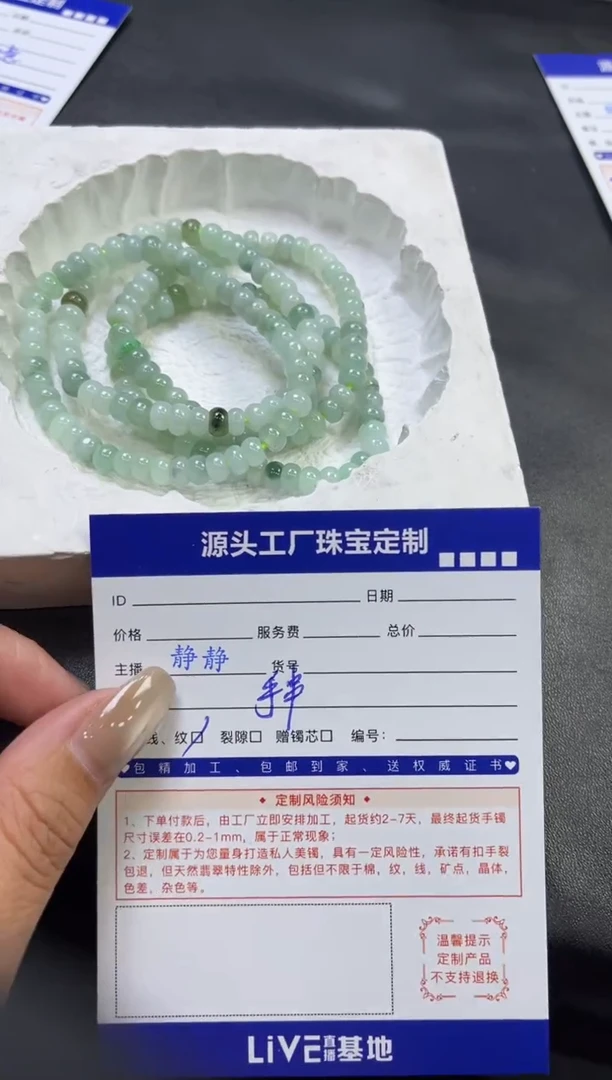 源头工厂珠宝定制
ID 日期
价格 服务费 总价
主播 静静 货号
手串
线、纹口 裂隙口 赠镯芯口 编号：
包精加工、包邮到家、送权威证书
定制风险须知
1、下单付款后，由工厂立即安排加工，起货约2-7天，最终起货手镯
尺寸误差在0.2-1mm，属于正常现象；
2、定制属于为您量身打造私人美镯，具有一定风险性，承诺有扣手裂
包退，但天然翡翠特性除外，包括但不限于棉，纹，线，矿点，晶体，
色差，杂色等。
温馨提示
定制产品
不支持退换
LiVE直播基地